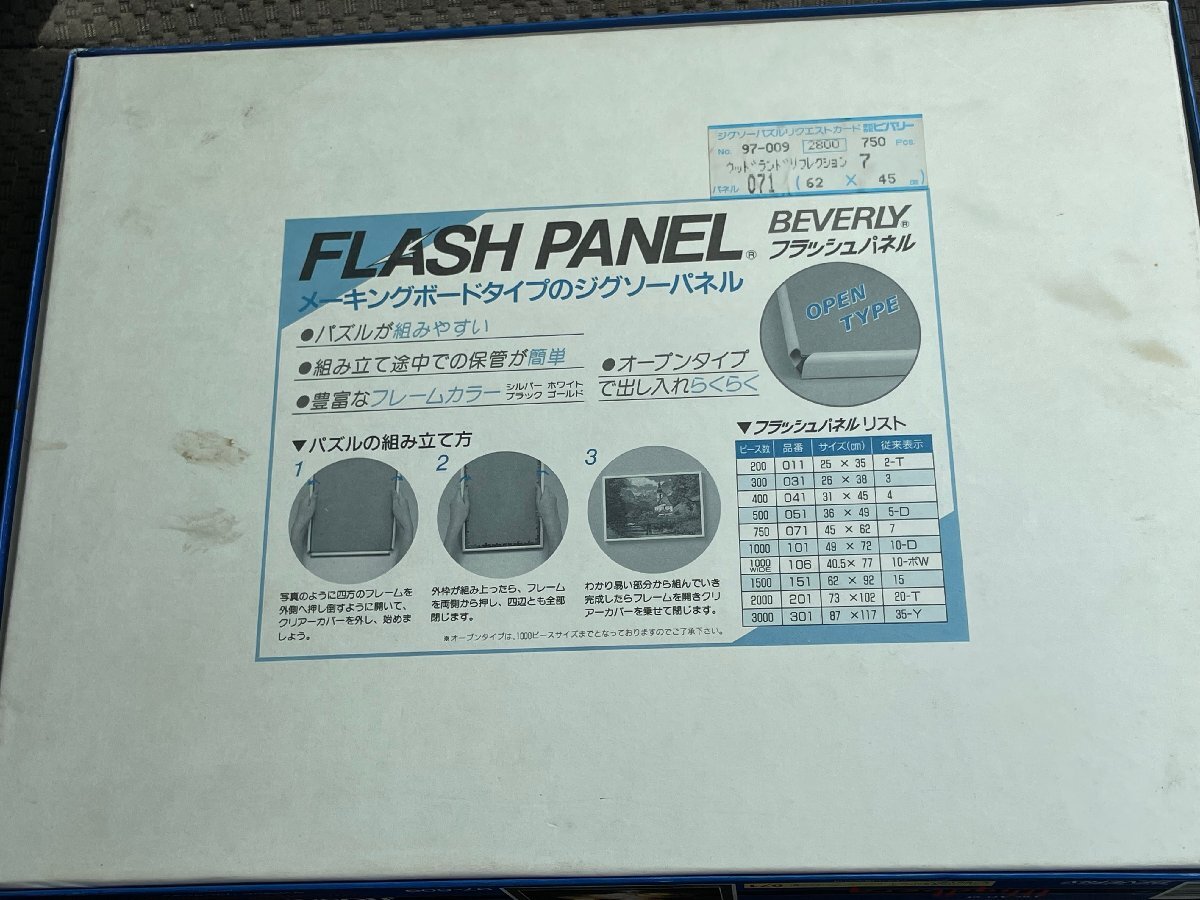 ジグソーパズルリクエストカード 株式会社ビバリー
No. 97-009 2800 750 Pcs.
ウッドランドリフレクション 7
パネル 071 ( 62 × 45 cm)
FLASH PANEL®
BEVERLY®
フラッシュパネル
メーキングボードタイプのジグソーパネル
OPEN
TYPE
●パズルが組みやすい
●組み立て途中での保管が簡単
●豊富なフレームカラー シルバー ホワイト
ブラック ゴールド
●オープンタイプ
で出し入れらくらく
▼パズルの組み立て方
1
2
3
写真のように四方のフレームを
外側へ押し倒すように開いて、
クリアーカバーを外し、始めま
しょう。
外枠が組み上ったら、フレーム
を両側から押し、四辺とも全部
閉じます。
わかり易い部分から組んでいき
完成したらフレームを開きクリ
アーカバーを乗せて閉じます。
※オープンタイプは、1000ピースサイズまでとなっておりますのでご了承下さい。
▼フラッシュパネルリスト
ピース数 品番 サイズ(cm) 従来表示
200 011 25 × 35 2-T
300 031 26 × 38 3
400 041 31 × 45 4
500 051 36 × 49 5-D
750 071 45 × 62 7
1000 101 49 × 72 10-D
1000 WIDE 106 40.5× 77 10-ボW
1500 151 62 × 92 15
2000 201 73 ×102 20-T
3000 301 87 ×117 35-Y